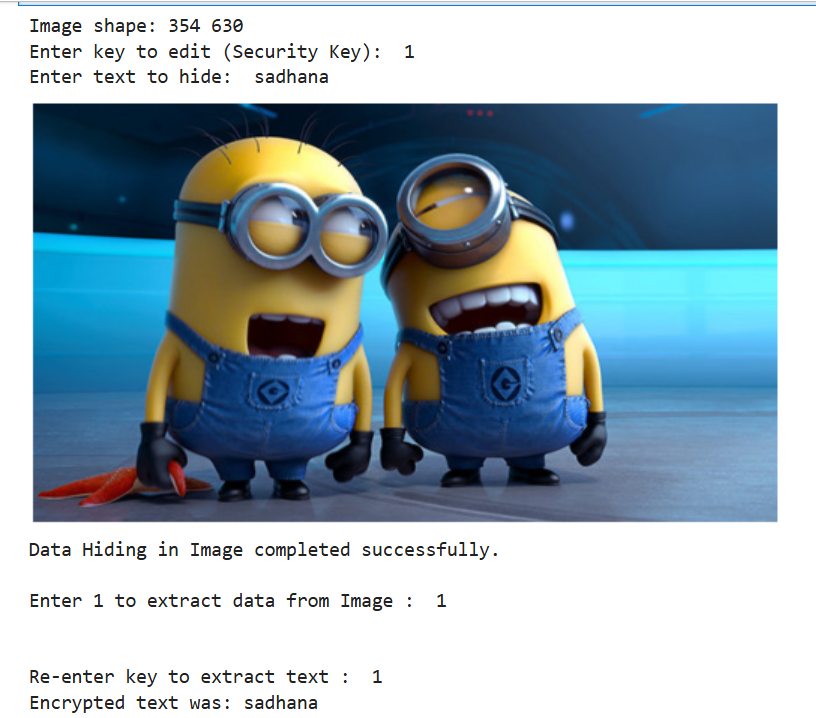 Image shape: 354 630
Enter key to edit (Security Key):  1
Enter text to hide:  sadhana
Data Hiding in Image completed successfully.
Enter 1 to extract data from Image :  1
Re-enter key to extract text :  1
Encrypted text was: sadhana